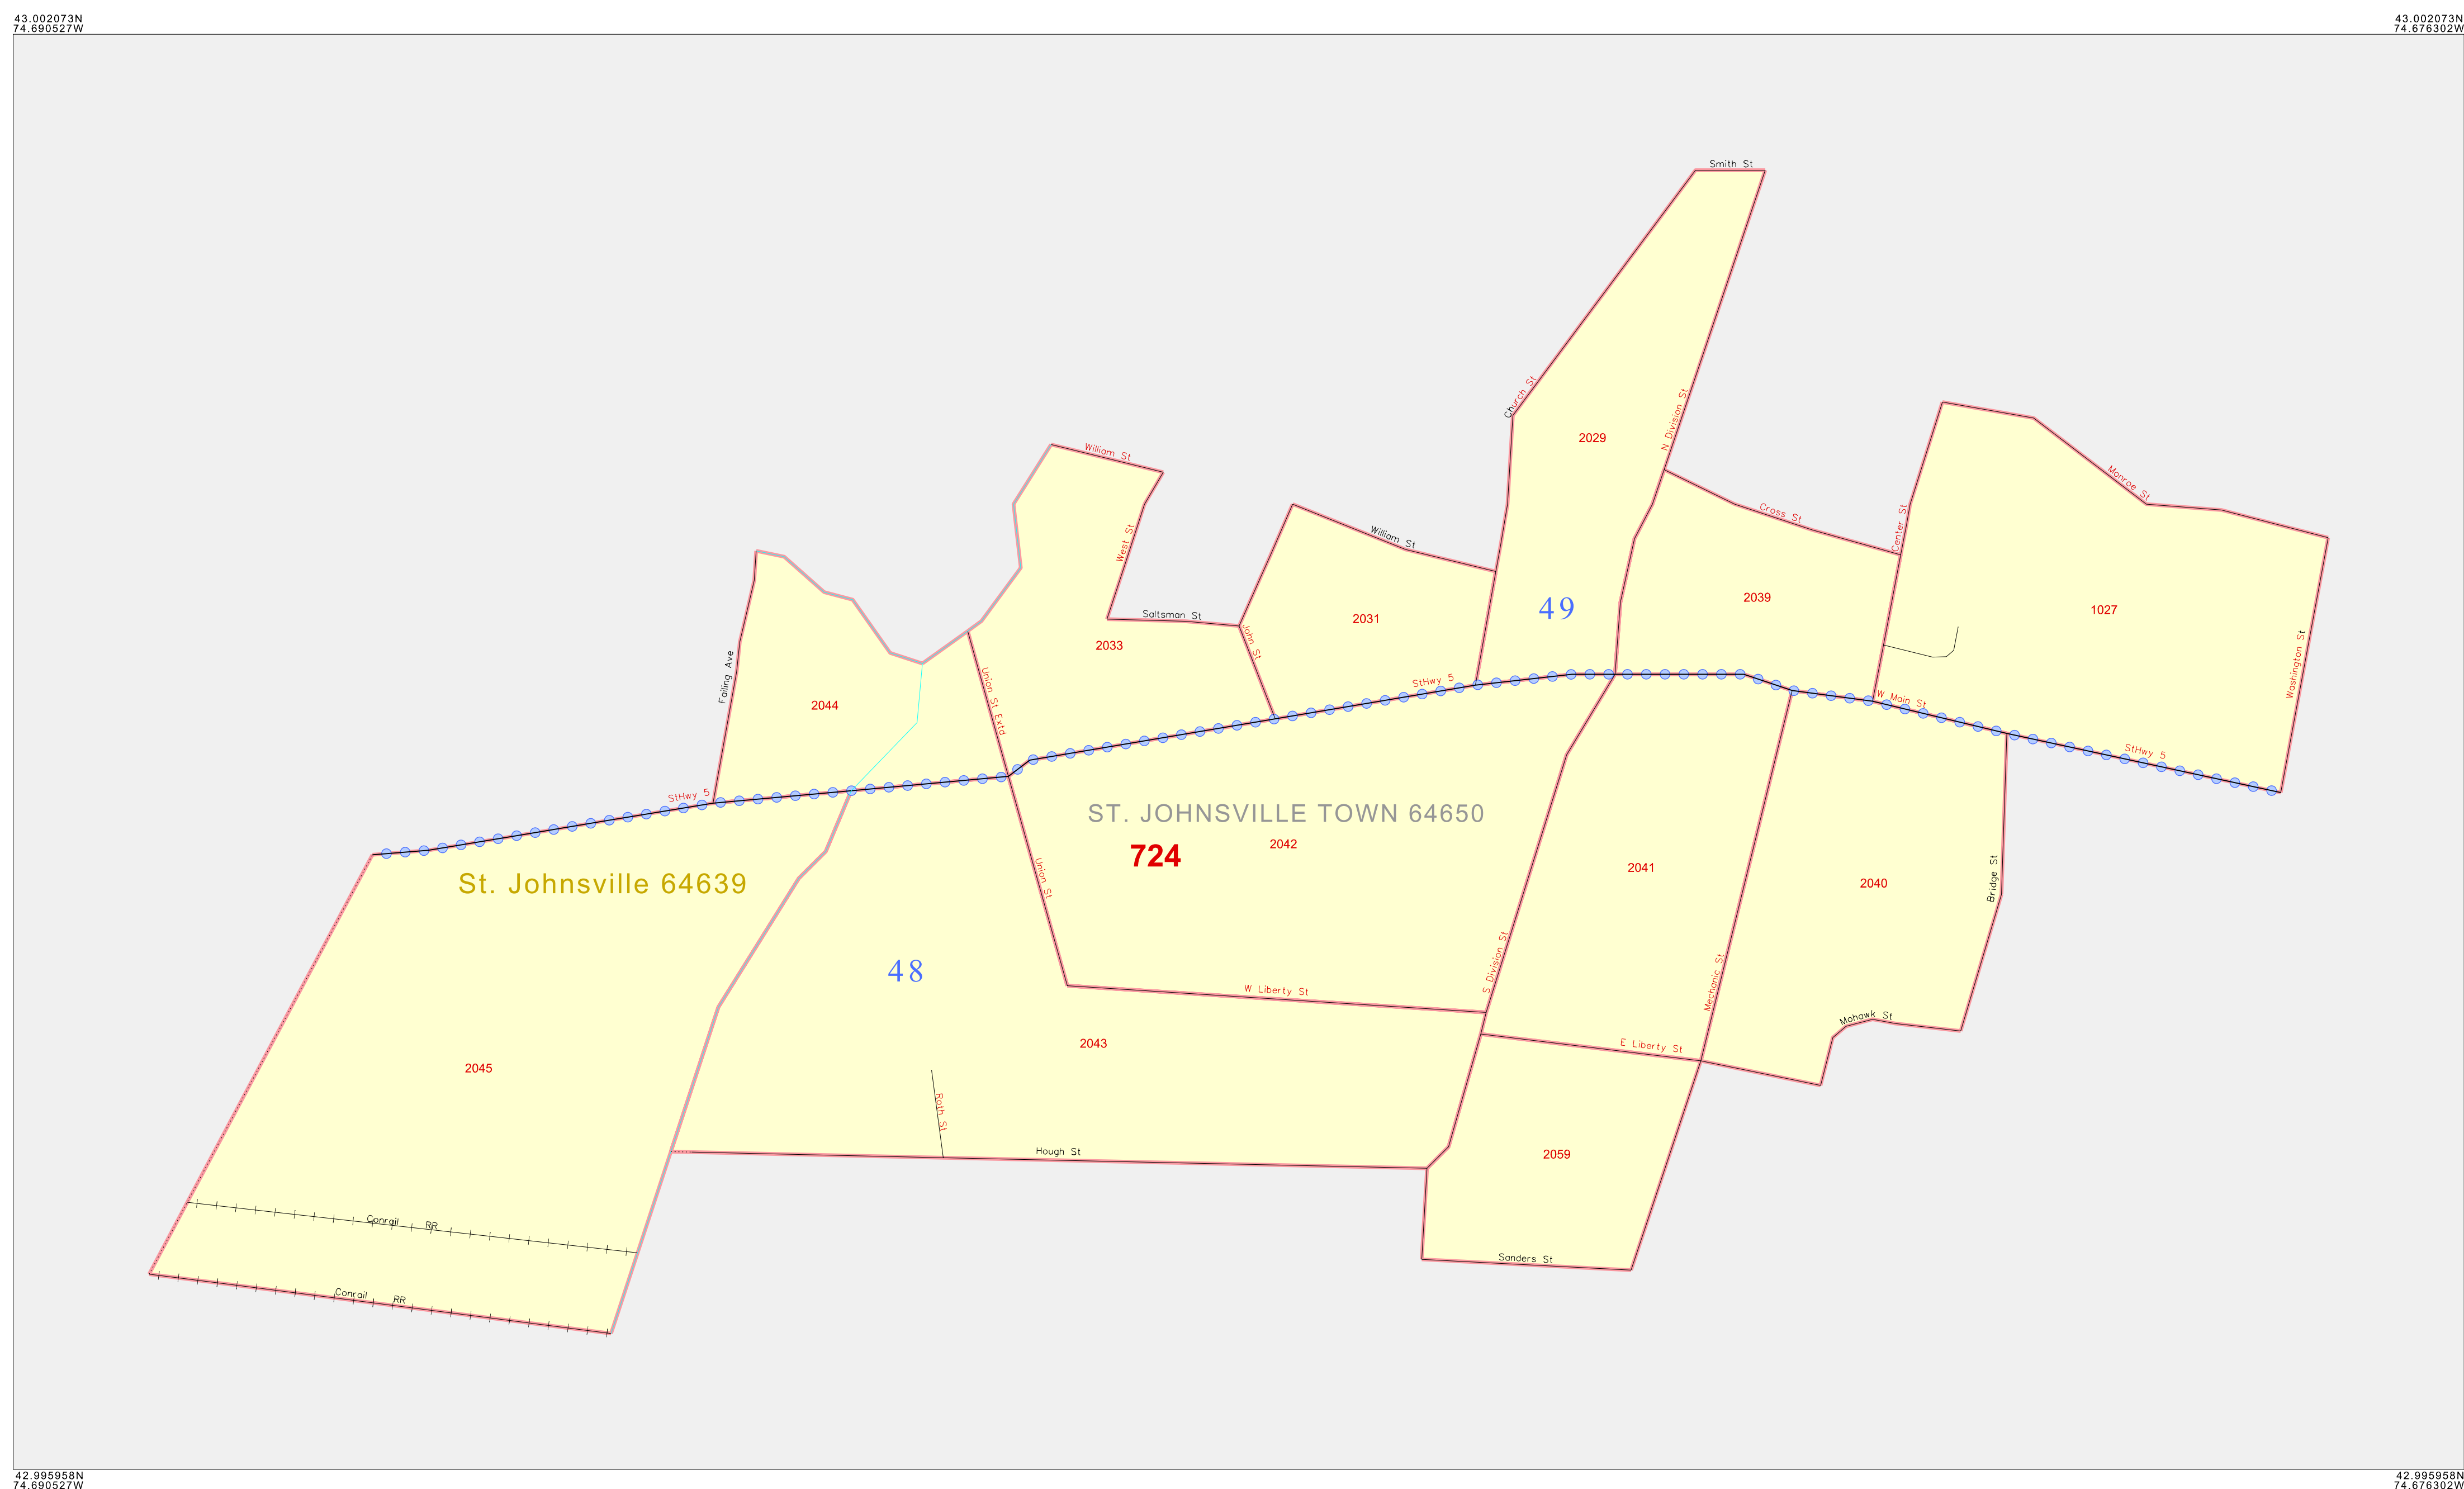 43.002073N
74.690527W
43.002073N
74.676302W
Smith St
Church St
N Division St
2029
William St
West St
William St
Cross St
Center St
Monroe St
49
2039
1027
Saltsman St
John St
2031
2033
Washington St
Failing Ave
2044
Union St Extd
StHwy 5
W Main St
StHwy 5
StHwy 5
ST. JOHNSVILLE TOWN 64650
2042
724
2041
2040
Bridge St
St. Johnsville 64639
Union St
48
S Division St
Mechanic St
W Liberty St
Mohawk St
2043
E Liberty St
2045
Roth St
Hough St
2059
Conrail RR
Sanders St
Conrail RR
42.995958N
74.690527W
42.995958N
74.676302W